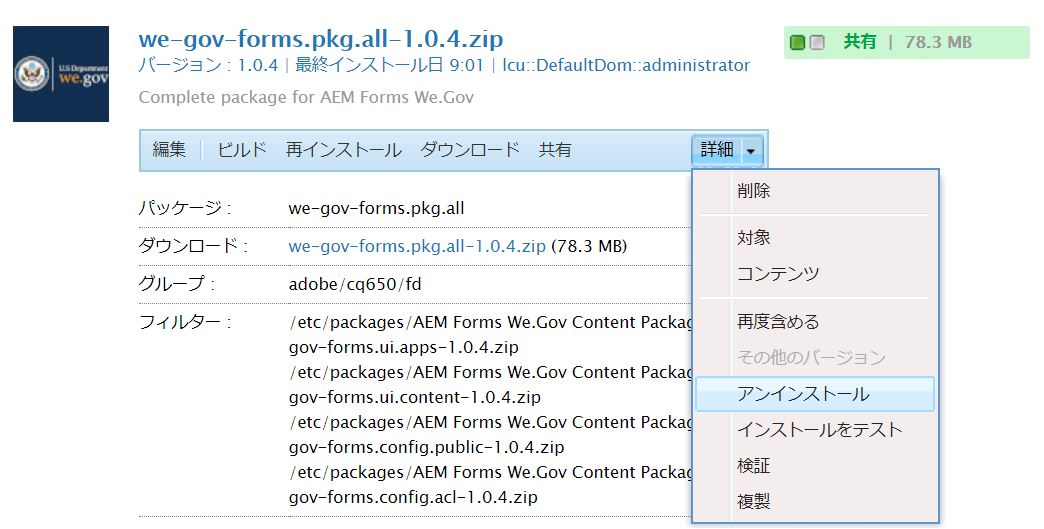 U.S Department
we.gov
we-gov-forms.pkg.all-1.0.4.zip
共有 | 78.3 MB
バージョン : 1.0.4 | 最終インストール日 9:01 | lcu::DefaultDom::administrator
Complete package for AEM Forms We.Gov
編集 ビルド 再インストール ダウンロード 共有 詳細
削除
対象
コンテンツ
再度含める
その他のバージョン
アンインストール
インストールをテスト
検証
複製
パッケージ : we-gov-forms.pkg.all
ダウンロード : we-gov-forms.pkg.all-1.0.4.zip (78.3 MB)
グループ : adobe/cq650/fd
フィルター : /etc/packages/AEM Forms We.Gov Content Packag
gov-forms.ui.apps-1.0.4.zip
/etc/packages/AEM Forms We.Gov Content Packag
gov-forms.ui.content-1.0.4.zip
/etc/packages/AEM Forms We.Gov Content Packag
gov-forms.config.public-1.0.4.zip
/etc/packages/AEM Forms We.Gov Content Packag
gov-forms.config.acl-1.0.4.zip